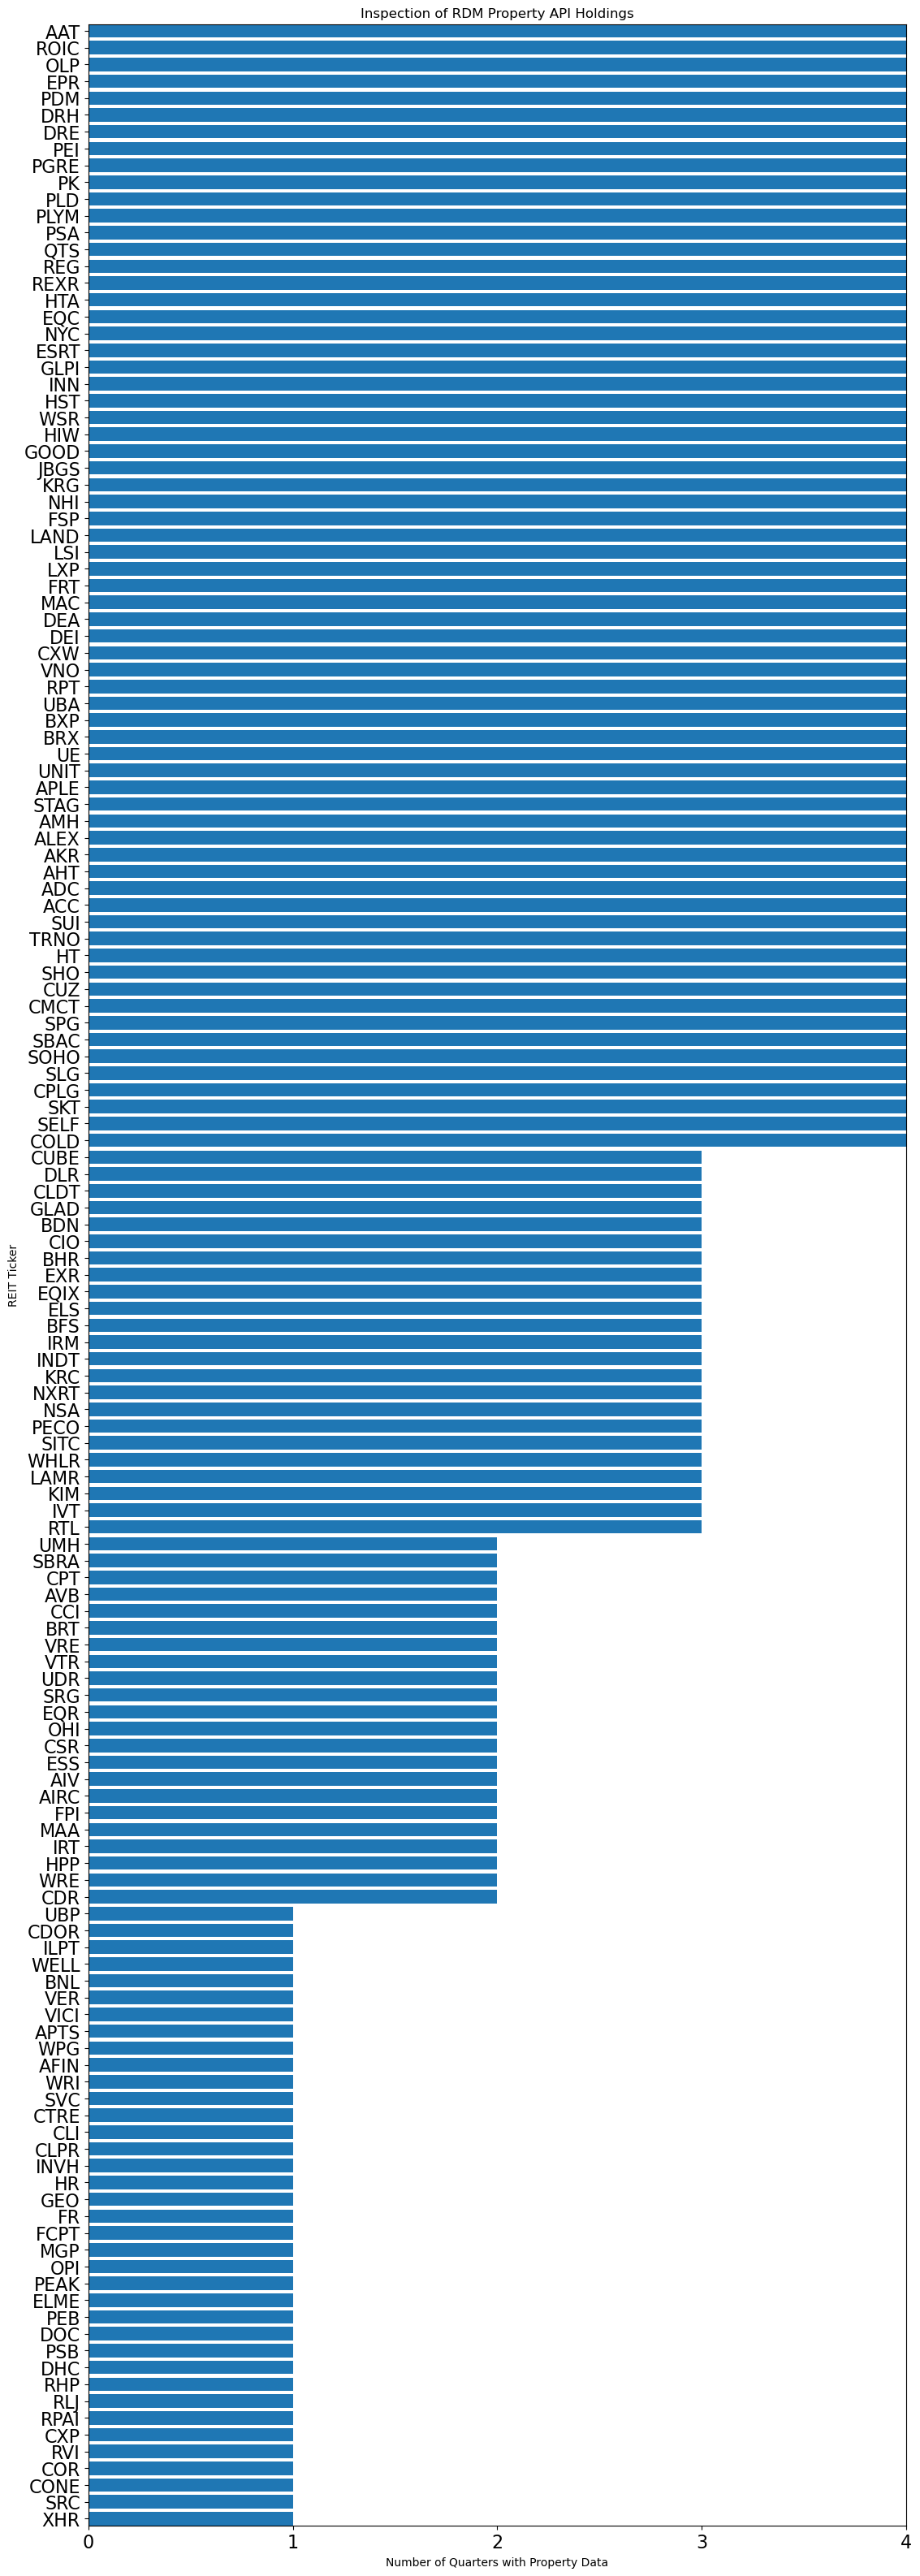 Inspection of RDM Property API Holdings
AAT
ROIC
OLP
EPR
PDM
DRH
DRE
PEI
PGRE
PK
PLD
PLYM
PSA
QTS
REG
REXR
HTA
EQC
NYC
ESRT
GLPI
INN
HST
WSR
HIW
GOOD
JBGS
KRG
NHI
FSP
LAND
LSI
LXP
FRT
MAC
DEA
DEI
CXW
VNO
RPT
UBA
BXP
BRX
UE
UNIT
APLE
STAG
AMH
ALEX
AKR
AHT
ADC
ACC
SUI
TRNO
HT
SHO
CUZ
CMCT
SPG
SBAC
SOHO
SLG
CPLG
SKT
SELF
COLD
CUBE
DLR
CLDT
GLAD
BDN
CIO
BHR
EXR
EQIX
ELS
BFS
IRM
INDT
KRC
NXRT
NSA
PECO
SITC
WHLR
LAMR
KIM
IVT
RTL
UMH
SBRA
CPT
AVB
CCI
BRT
VRE
VTR
UDR
SRG
EQR
OHI
CSR
ESS
AIV
AIRC
FPI
MAA
IRT
HPP
WRE
CDR
UBP
CDOR
ILPT
WELL
BNL
VER
VICI
APTS
WPG
AFIN
WRI
SVC
CTRE
CLI
CLPR
INVH
HR
GEO
FR
FCPT
MGP
OPI
PEAK
ELME
PEB
DOC
PSB
DHC
RHP
RLJ
RPAI
CXP
RVI
COR
CONE
SRC
XHR
REIT Ticker
0 1 2 3 4
Number of Quarters with Property Data